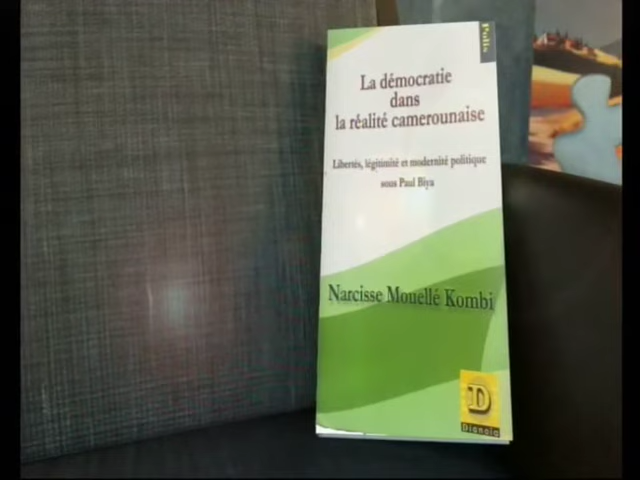 Polis
La démocratie
dans
la réalité camerounaise
Libertés, légitimité et modernité politique
sous Paul Biya
Narcisse Mouellé Kombi
D
Dianoïa